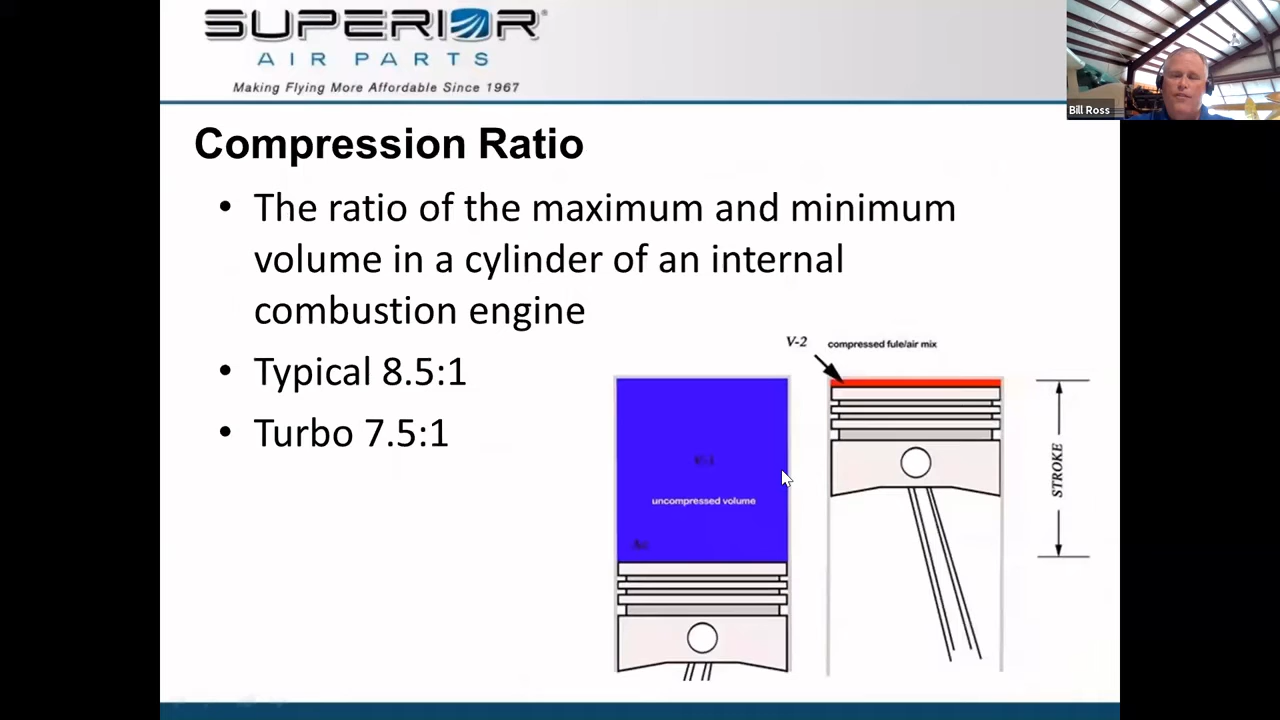 SUPERIOR
AIR PARTS
Making Flying More Affordable Since 1967
Bill Ross
Compression Ratio
• The ratio of the maximum and minimum
volume in a cylinder of an internal
combustion engine
• Typical 8.5:1
• Turbo 7.5:1
V-2
compressed fule/air mix
uncompressed volume
STROKE